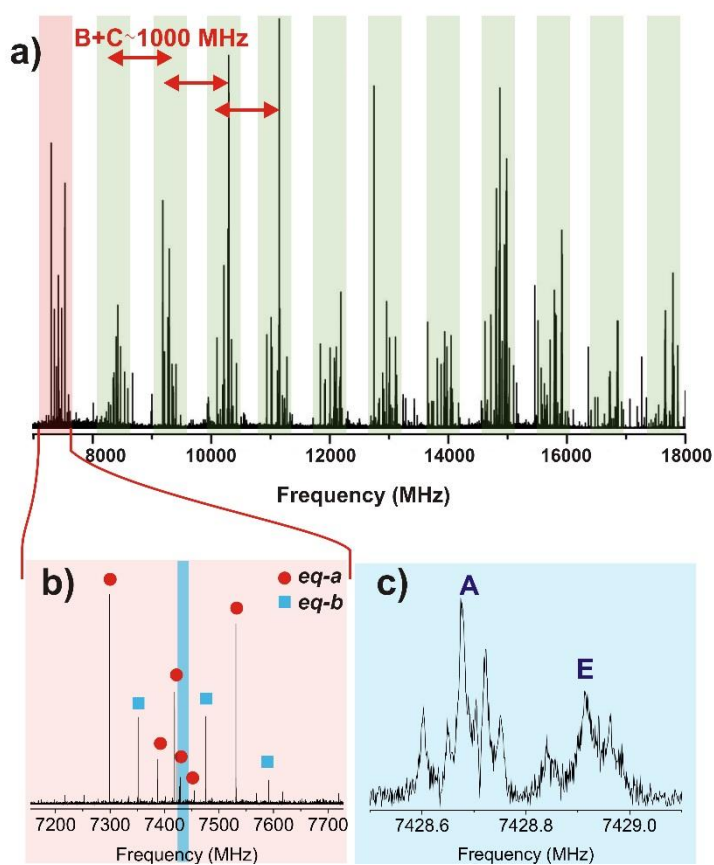 a)
B+C~1000 MHz
8000 10000 12000 14000 16000 18000
Frequency (MHz)
b)
eq-a
eq-b
7200 7300 7400 7500 7600 7700
Frequency (MHz)
c)
A
E
7428.6 7428.8 7429.0
Frequency (MHz)